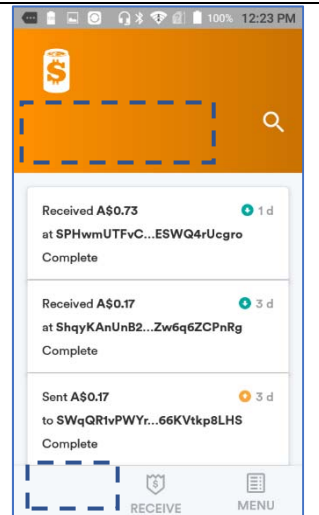 100% 12:23 PM
Received A$0.73 1 d
at SPHwmUTFvC...ESWQ4rUcgro
Complete
Received A$0.17 3 d
at ShqyKAnUnB2...Zw6q6ZCPnRg
Complete
Sent A$0.17 3 d
to SWqQR1vPWYr...66KVtkp8LHS
Complete
RECEIVE MENU